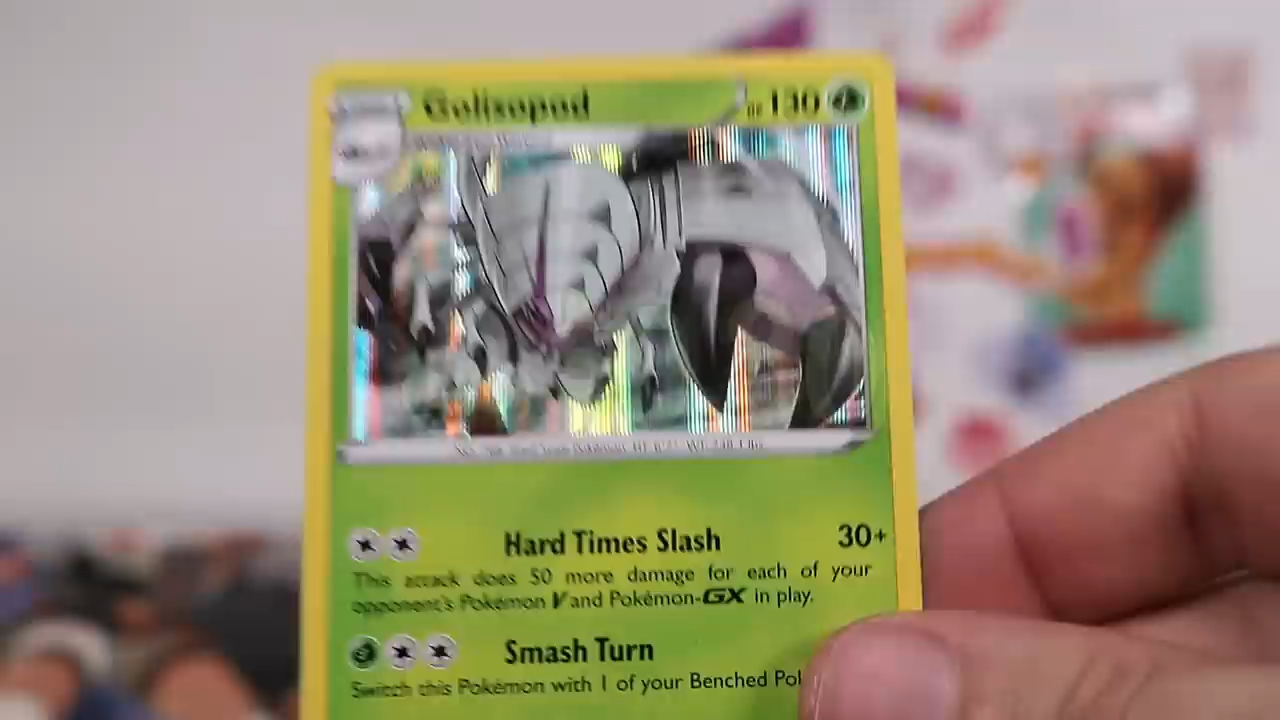 Golisopod HP 130
Hard Times Slash 30+
This attack does 50 more damage for each of your
opponent's Pokémon V and Pokémon-GX in play.
Smash Turn
Switch this Pokémon with 1 of your Benched Pok